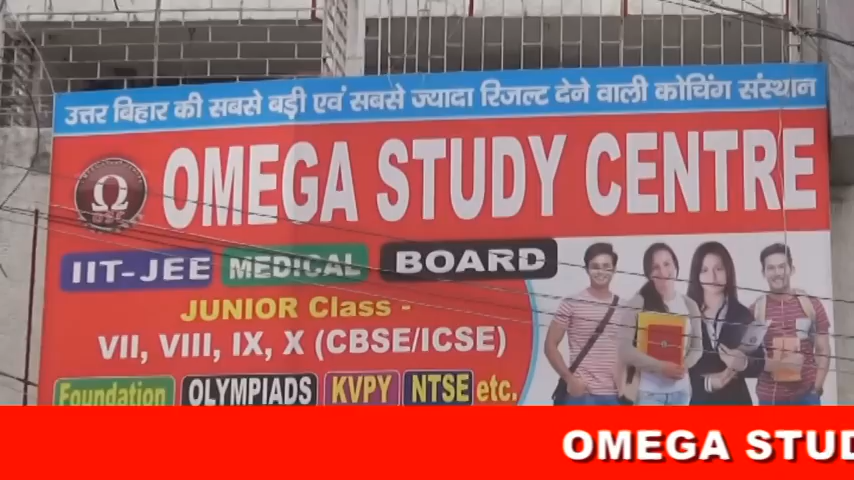 उत्तर बिहार की सबसे बड़ी एवं सबसे ज्यादा रिजल्ट देने वाली कोचिंग संस्थान
OMEGA STUDY CENTRE
Ω
OSC
IIT-JEE MEDICAL BOARD
JUNIOR Class -
VII, VIII, IX, X (CBSE/ICSE)
Foundation OLYMPIADS KVPY NTSE etc.
OMEGA STUD